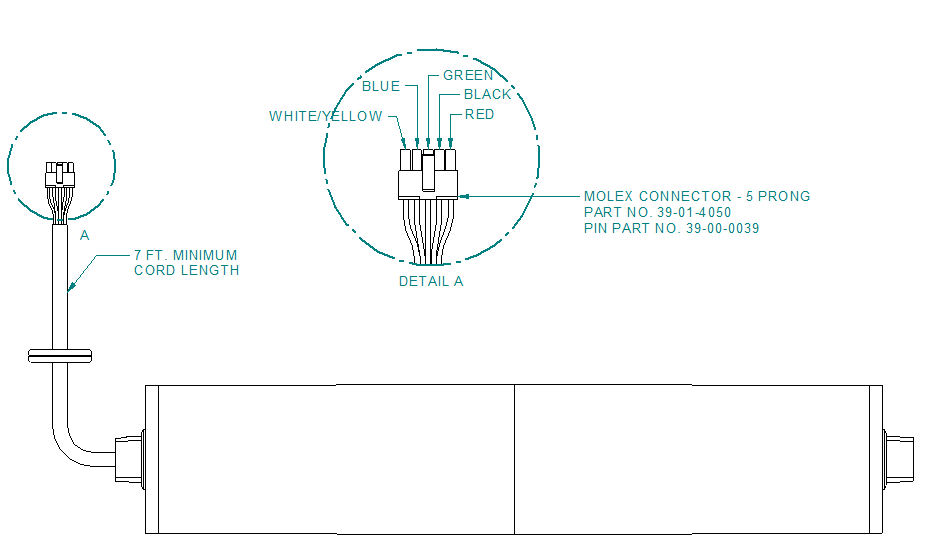 GREEN
BLUE
BLACK
WHITE/YELLOW
RED
MOLEX CONNECTOR - 5 PRONG
PART NO. 39-01-4050
PIN PART NO. 39-00-0039
A
7 FT. MINIMUM
CORD LENGTH
DETAIL A